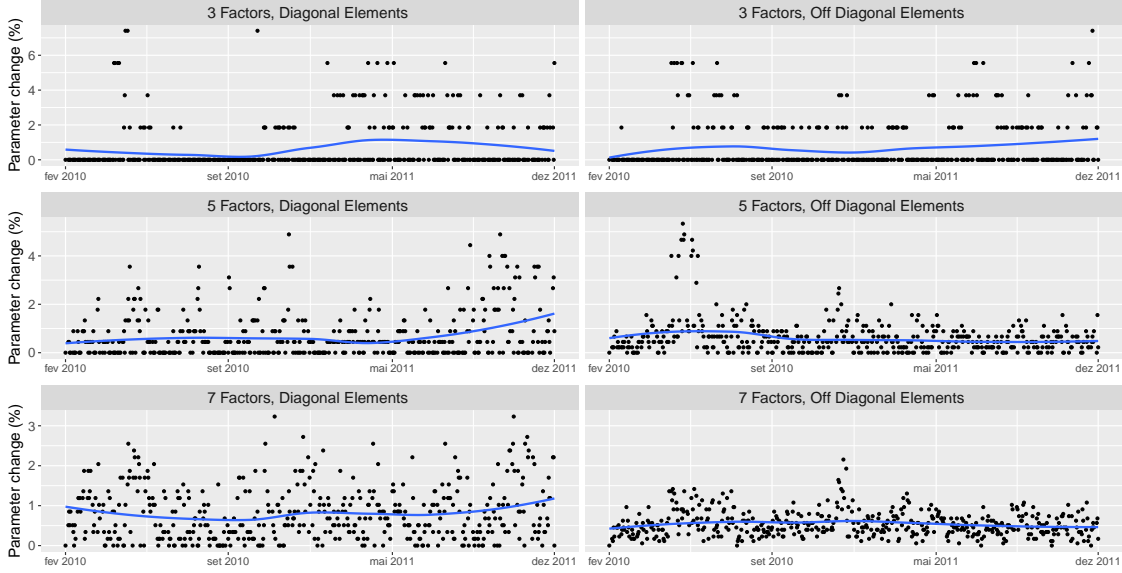 3 Factors, Diagonal Elements
3 Factors, Off Diagonal Elements
Parameter change (%)
6
4
2
0
fev 2010 set 2010 mai 2011 dez 2011
fev 2010 set 2010 mai 2011 dez 2011
5 Factors, Diagonal Elements
5 Factors, Off Diagonal Elements
Parameter change (%)
4
2
0
fev 2010 set 2010 mai 2011 dez 2011
fev 2010 set 2010 mai 2011 dez 2011
7 Factors, Diagonal Elements
7 Factors, Off Diagonal Elements
Parameter change (%)
3
2
1
0
fev 2010 set 2010 mai 2011 dez 2011
fev 2010 set 2010 mai 2011 dez 2011